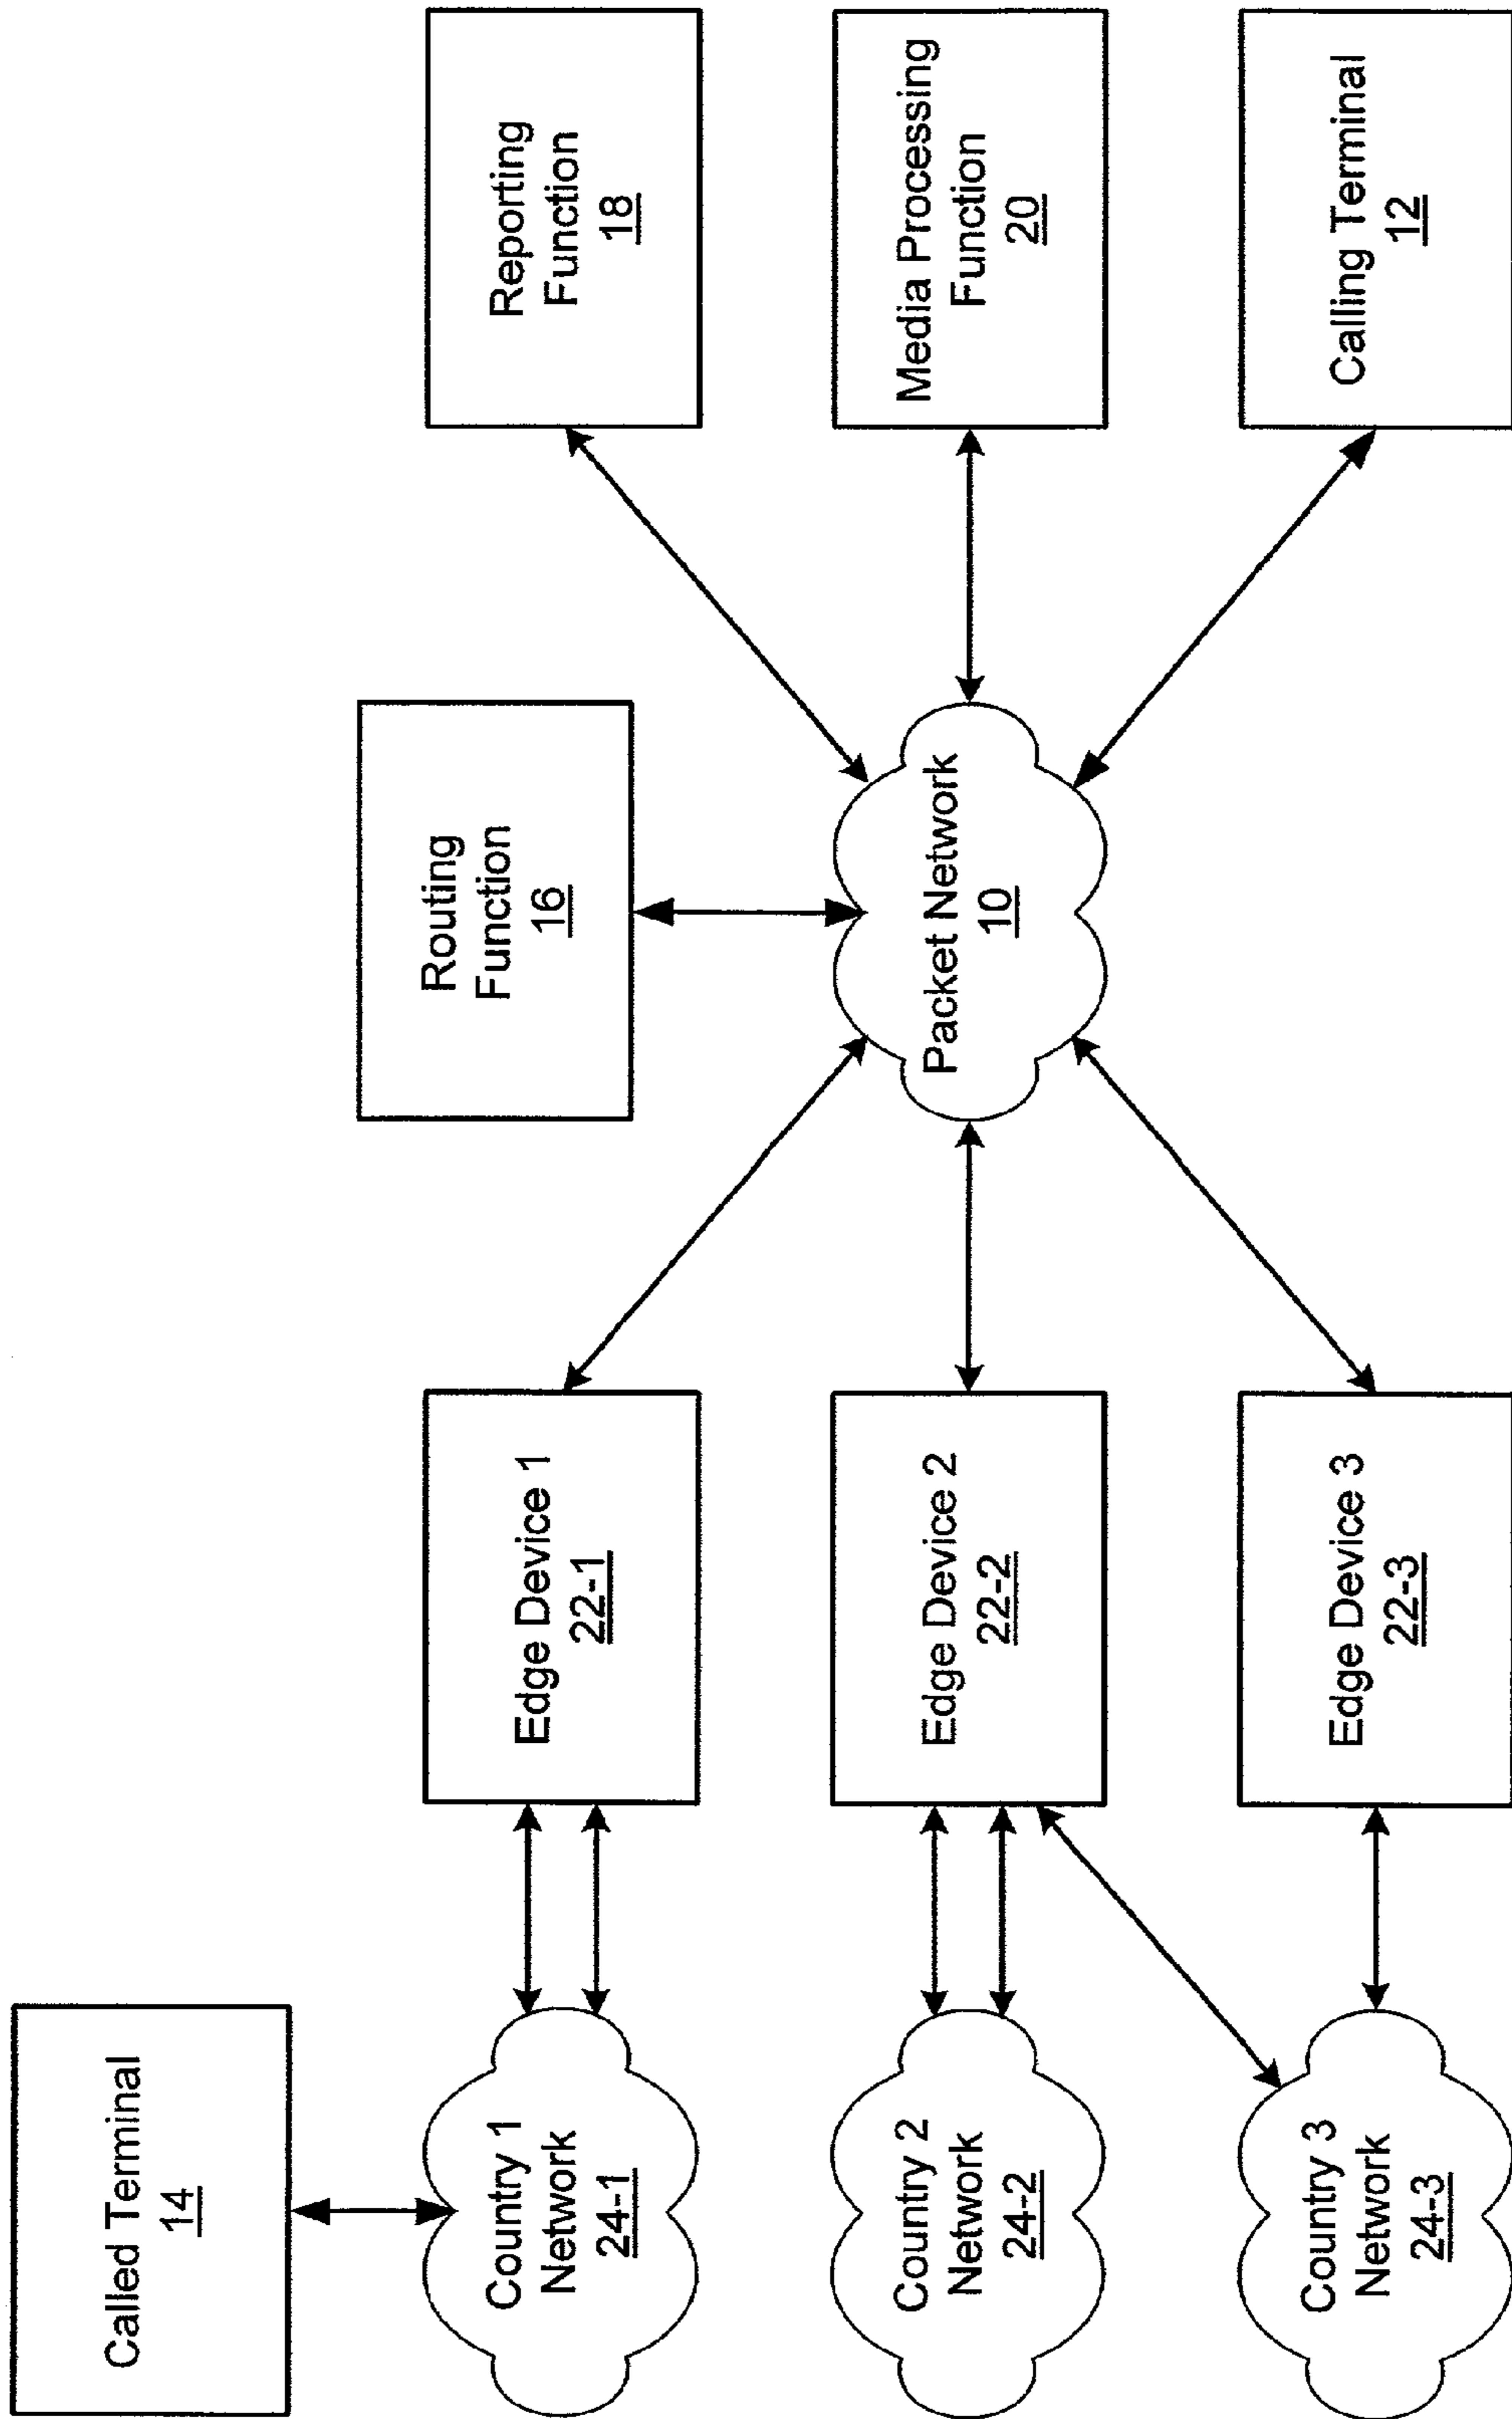 Called Terminal
14
Country 1
Network
24-1
Country 2
Network
24-2
Country 3
Network
24-3
Edge Device 1
22-1
Edge Device 2
22-2
Edge Device 3
22-3
Routing
Function
16
Packet Network
10
Reporting
Function
18
Media Processing
Function
20
Calling Terminal
12